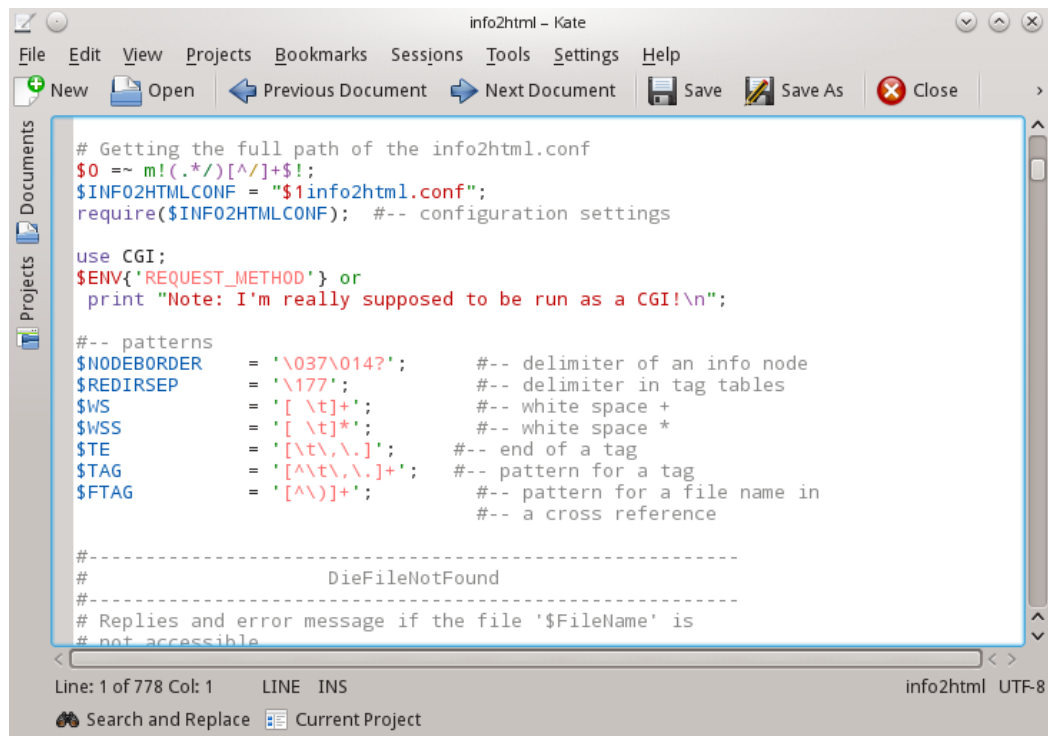 info2html – Kate
File Edit View Projects Bookmarks Sessions Tools Settings Help
New Open Previous Document Next Document Save Save As Close
Documents
Projects
# Getting the full path of the info2html.conf
$0 =~ m!(.*/)[^/]+$!;
$INFO2HTMLCONF = "$1info2html.conf";
require($INFO2HTMLCONF);  #-- configuration settings
use CGI;
$ENV{'REQUEST_METHOD'} or
 print "Note: I'm really supposed to be run as a CGI!\n";
#-- patterns
$NODEBORDER    = '\037\014?';      #-- delimiter of an info node
$REDIRSEP      = '\177';           #-- delimiter in tag tables
$WS            = '[ \t]+';         #-- white space +
$WSS           = '[ \t]*';         #-- white space *
$TE            = '[\t\,\.]';     #-- end of a tag
$TAG           = '[^\t\,\.]+';   #-- pattern for a tag
$FTAG          = '[^\)]+';         #-- pattern for a file name in
                                   #-- a cross reference
#---------------------------------------------------------
#                     DieFileNotFound
#---------------------------------------------------------
# Replies and error message if the file '$FileName' is
# not accessible
Line: 1 of 778 Col: 1 LINE INS info2html UTF-8
Search and Replace Current Project